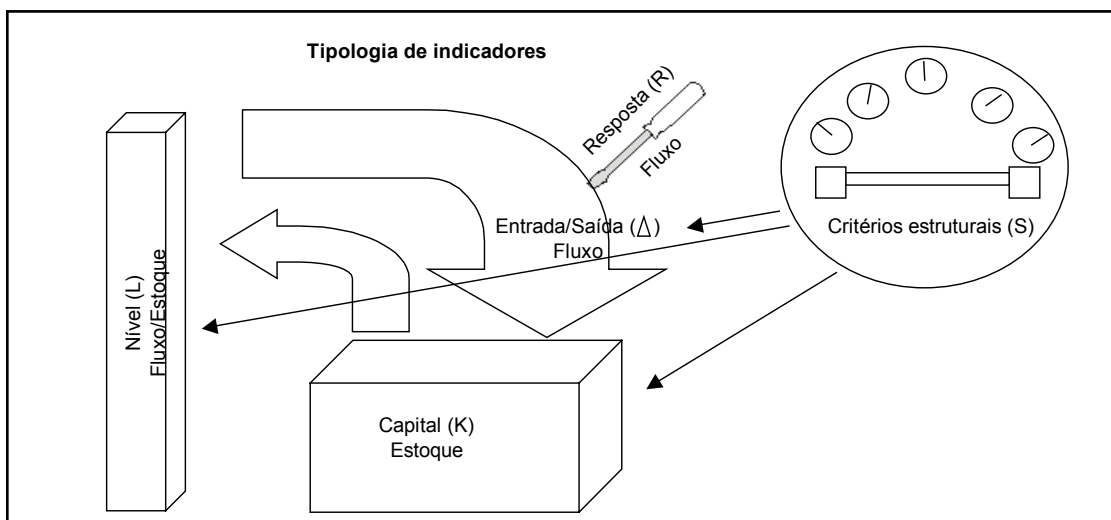 Tipologia de indicadores
Resposta (R)
Fluxo
Entrada/Saída (Δ)
Fluxo
Critérios estruturais (S)
Nível (L)
Fluxo/Estoque
Capital (K)
Estoque